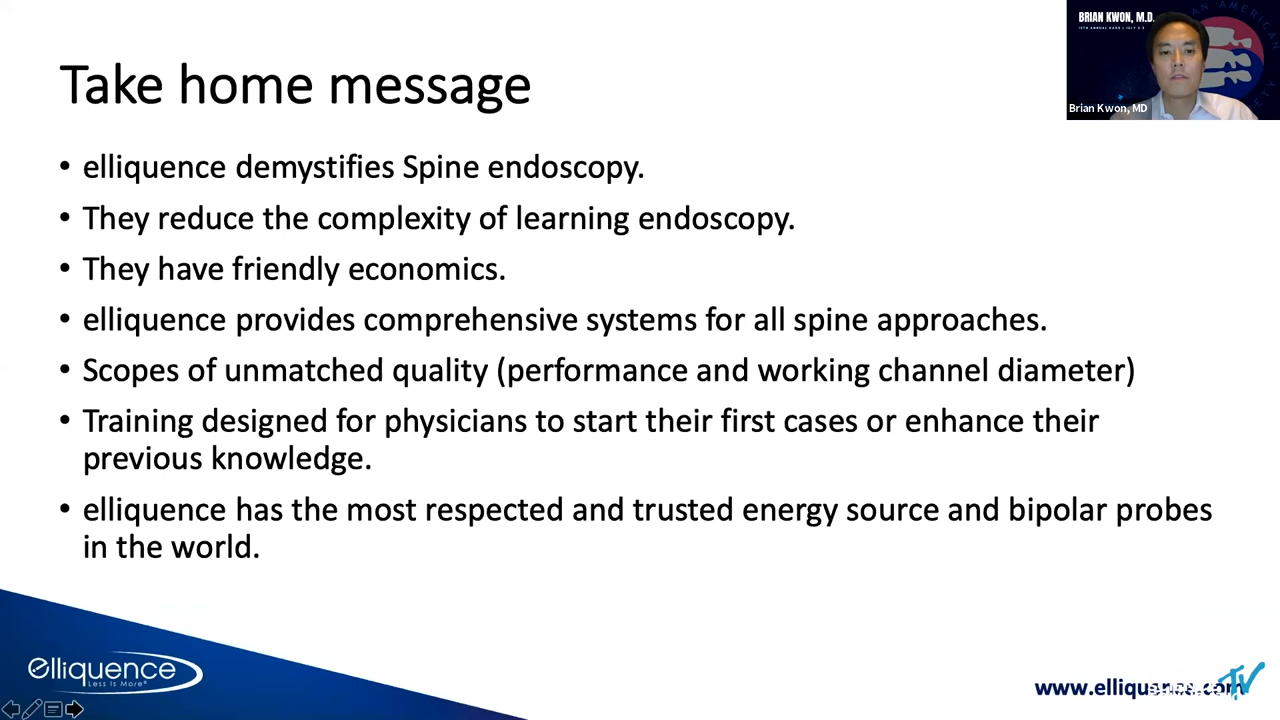 BRIAN KWON, M.D.
Brian Kwon, MD
Take home message
• elliquence demystifies Spine endoscopy.
• They reduce the complexity of learning endoscopy.
• They have friendly economics.
• elliquence provides comprehensive systems for all spine approaches.
• Scopes of unmatched quality (performance and working channel diameter)
• Training designed for physicians to start their first cases or enhance their
previous knowledge.
• elliquence has the most respected and trusted energy source and bipolar probes
in the world.
elliquence
Less Is More®
www.elliquence.com
TV